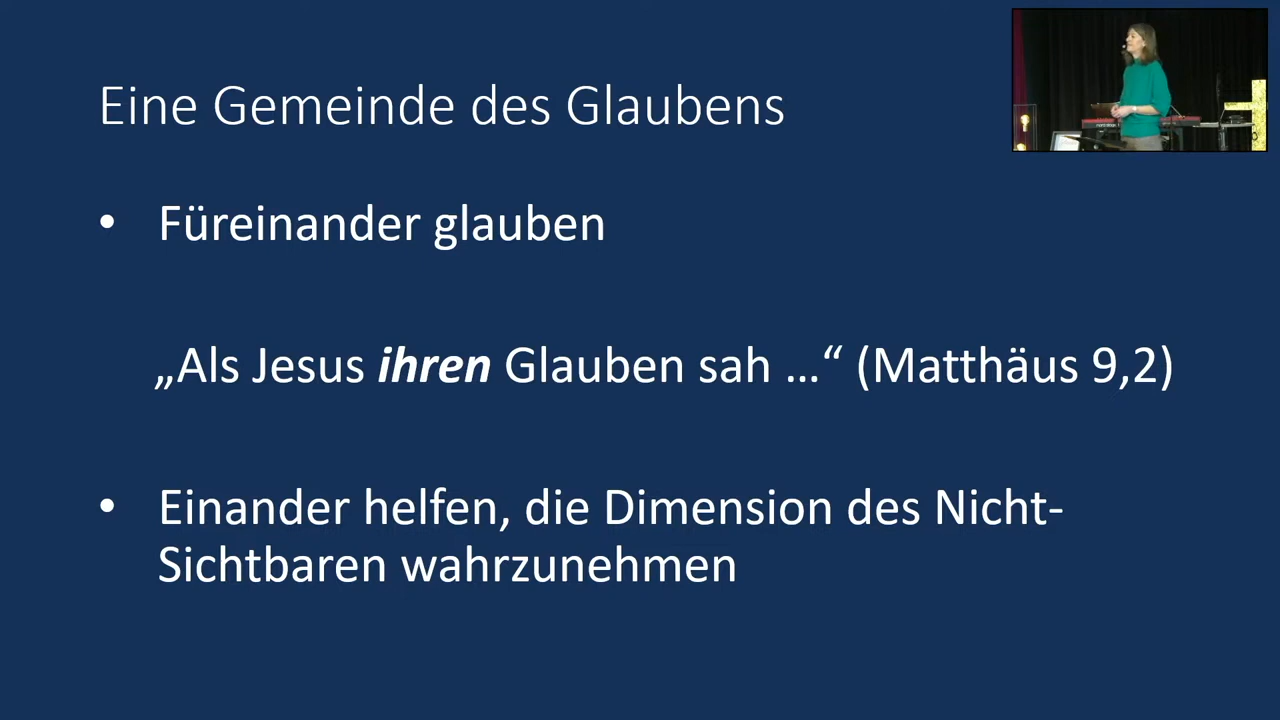 Eine Gemeinde des Glaubens
• Füreinander glauben
„Als Jesus ihren Glauben sah …“ (Matthäus 9,2)
• Einander helfen, die Dimension des Nicht-
Sichtbaren wahrzunehmen